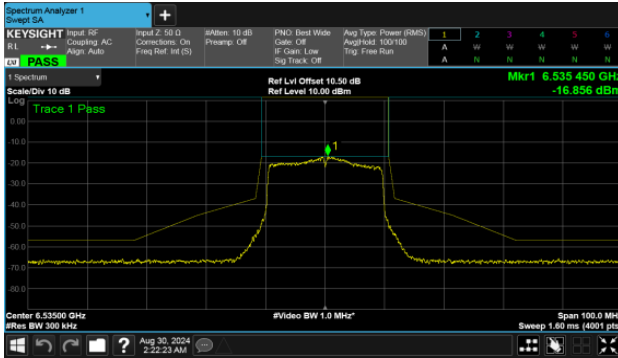 Spectrum Analyzer 1
Swept SA
+
KEYSIGHT
RL
LXI PASS
Input: RF
Coupling: AC
Align: Auto
Input Z: 50 Ω
Corrections: On
Freq Ref: Int (S)
#Atten: 10 dB
Preamp: Off
PNO: Best Wide
Gate: Off
IF Gain: Low
Sig Track: Off
Avg Type: Power (RMS)
Avg|Hold: 100/100
Trig: Free Run
1 2 3 4 5 6
A W W W W W
A N N N N N
1 Spectrum
Scale/Div 10 dB
Ref Lvl Offset 10.50 dB
Ref Level 10.00 dBm
Mkr1 6.535 450 GHz
-16.856 dBm
Log
Trace 1 Pass
1
0.00
-10.0
-20.0
-30.0
-40.0
-50.0
-60.0
-70.0
-80.0
Center 6.53500 GHz
#Res BW 300 kHz
#Video BW 1.0 MHz*
Span 100.0 MHz
Sweep 1.60 ms (4001 pts)
?
Aug 30, 2024
2:22:23 AM